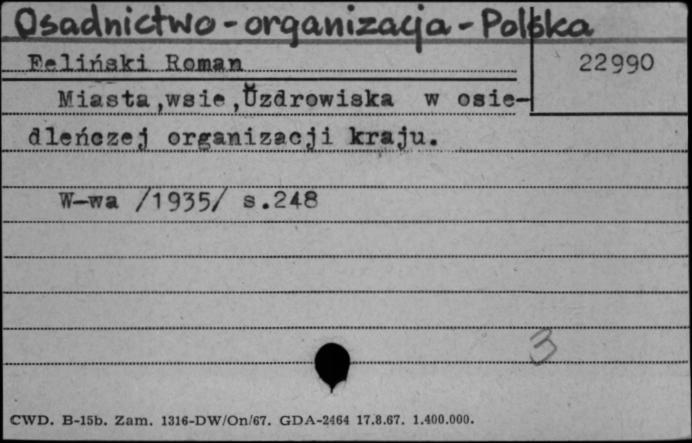 Osadnictwo - organizacja - Polska
Feliński Roman
22990
Miasta,wsie,Uzdrowiska w osie-
dleńczej organizacji kraju.
W-wa /1935/ s.248
3
CWD. B-15b. Zam. 1316-DW/On/67. GDA-2464 17.8.67. 1.400.000.